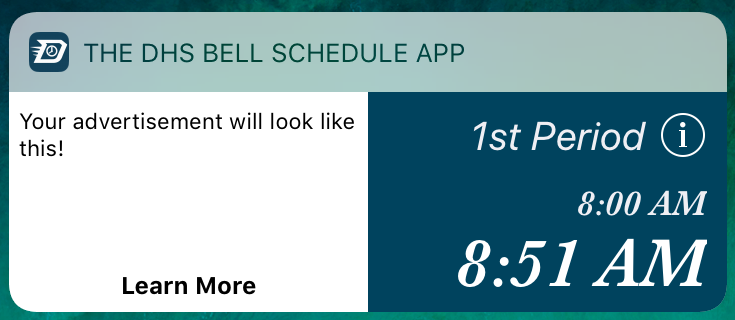 THE DHS BELL SCHEDULE APP
Your advertisement will look like
this!
Learn More
1st Period i
8:00 AM
8:51 AM